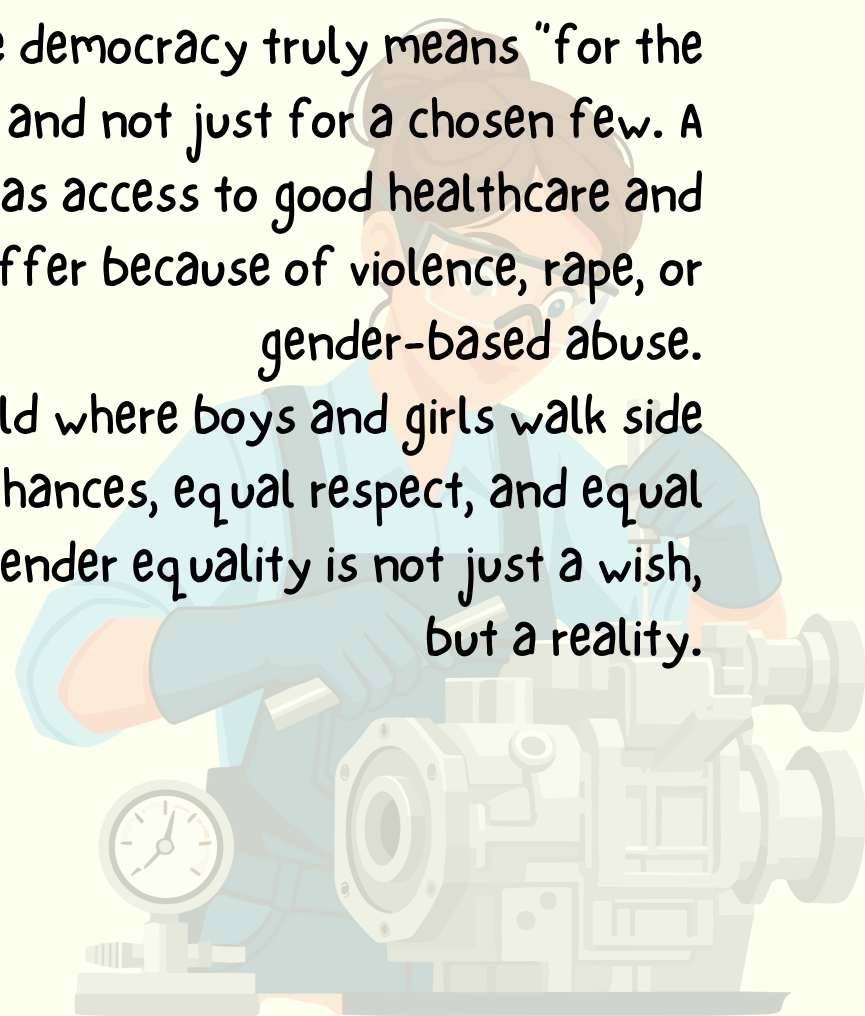 democracy truly means "for the
and not just for a chosen few. A
as access to good healthcare and
ffer because of violence, rape, or
gender-based abuse.
ld where boys and girls walk side
hances, equal respect, and equal
ender equality is not just a wish,
but a reality.